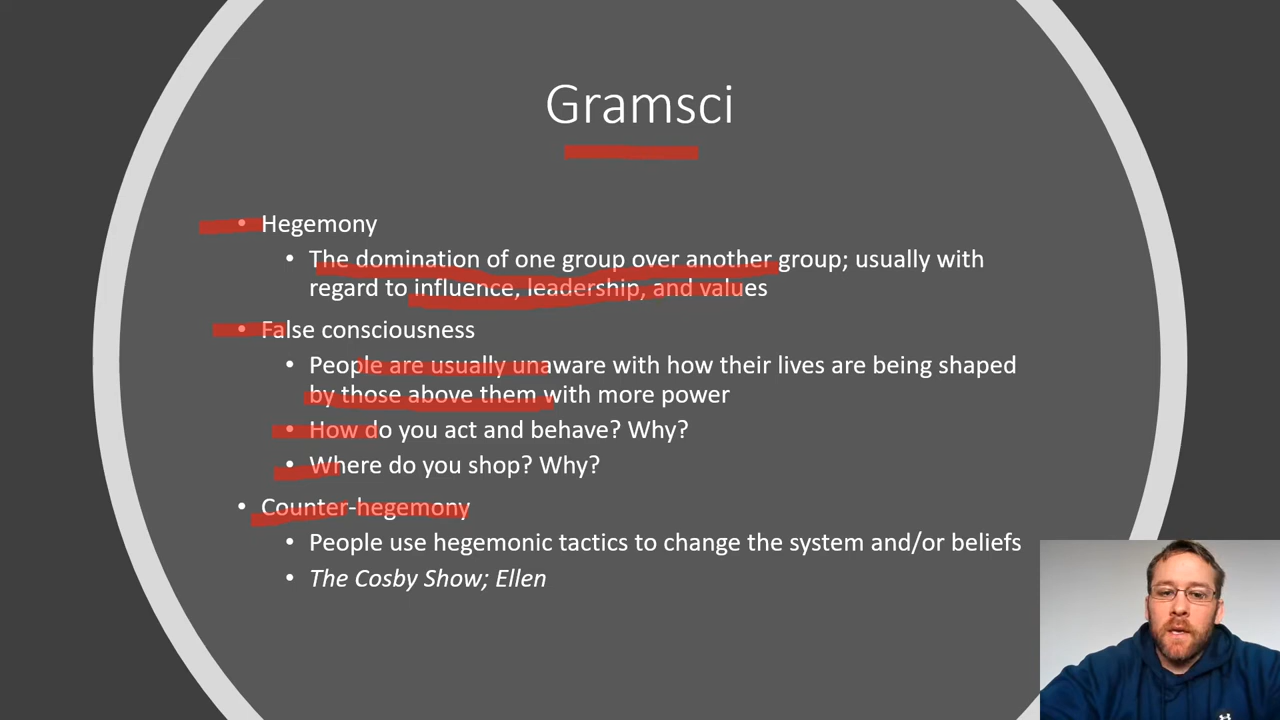 Gramsci
• Hegemony
• The domination of one group over another group; usually with
regard to influence, leadership, and values
• False consciousness
• People are usually unaware with how their lives are being shaped
by those above them with more power
• How do you act and behave? Why?
• Where do you shop? Why?
• Counter-hegemony
• People use hegemonic tactics to change the system and/or beliefs
• The Cosby Show; Ellen